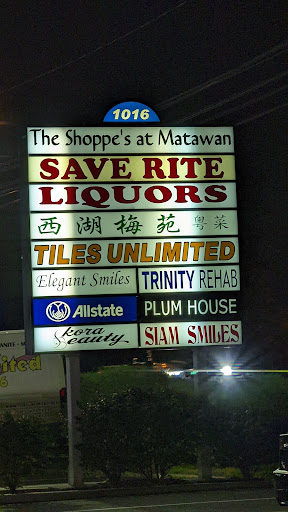 1016
The Shoppe's at Matawan
SAVE RITE
LIQUORS
西湖梅苑 粤菜
TILES UNLIMITED
Elegant Smiles
TRINITY REHAB
Allstate
PLUM HOUSE
kora
beauty
SIAM SMILES